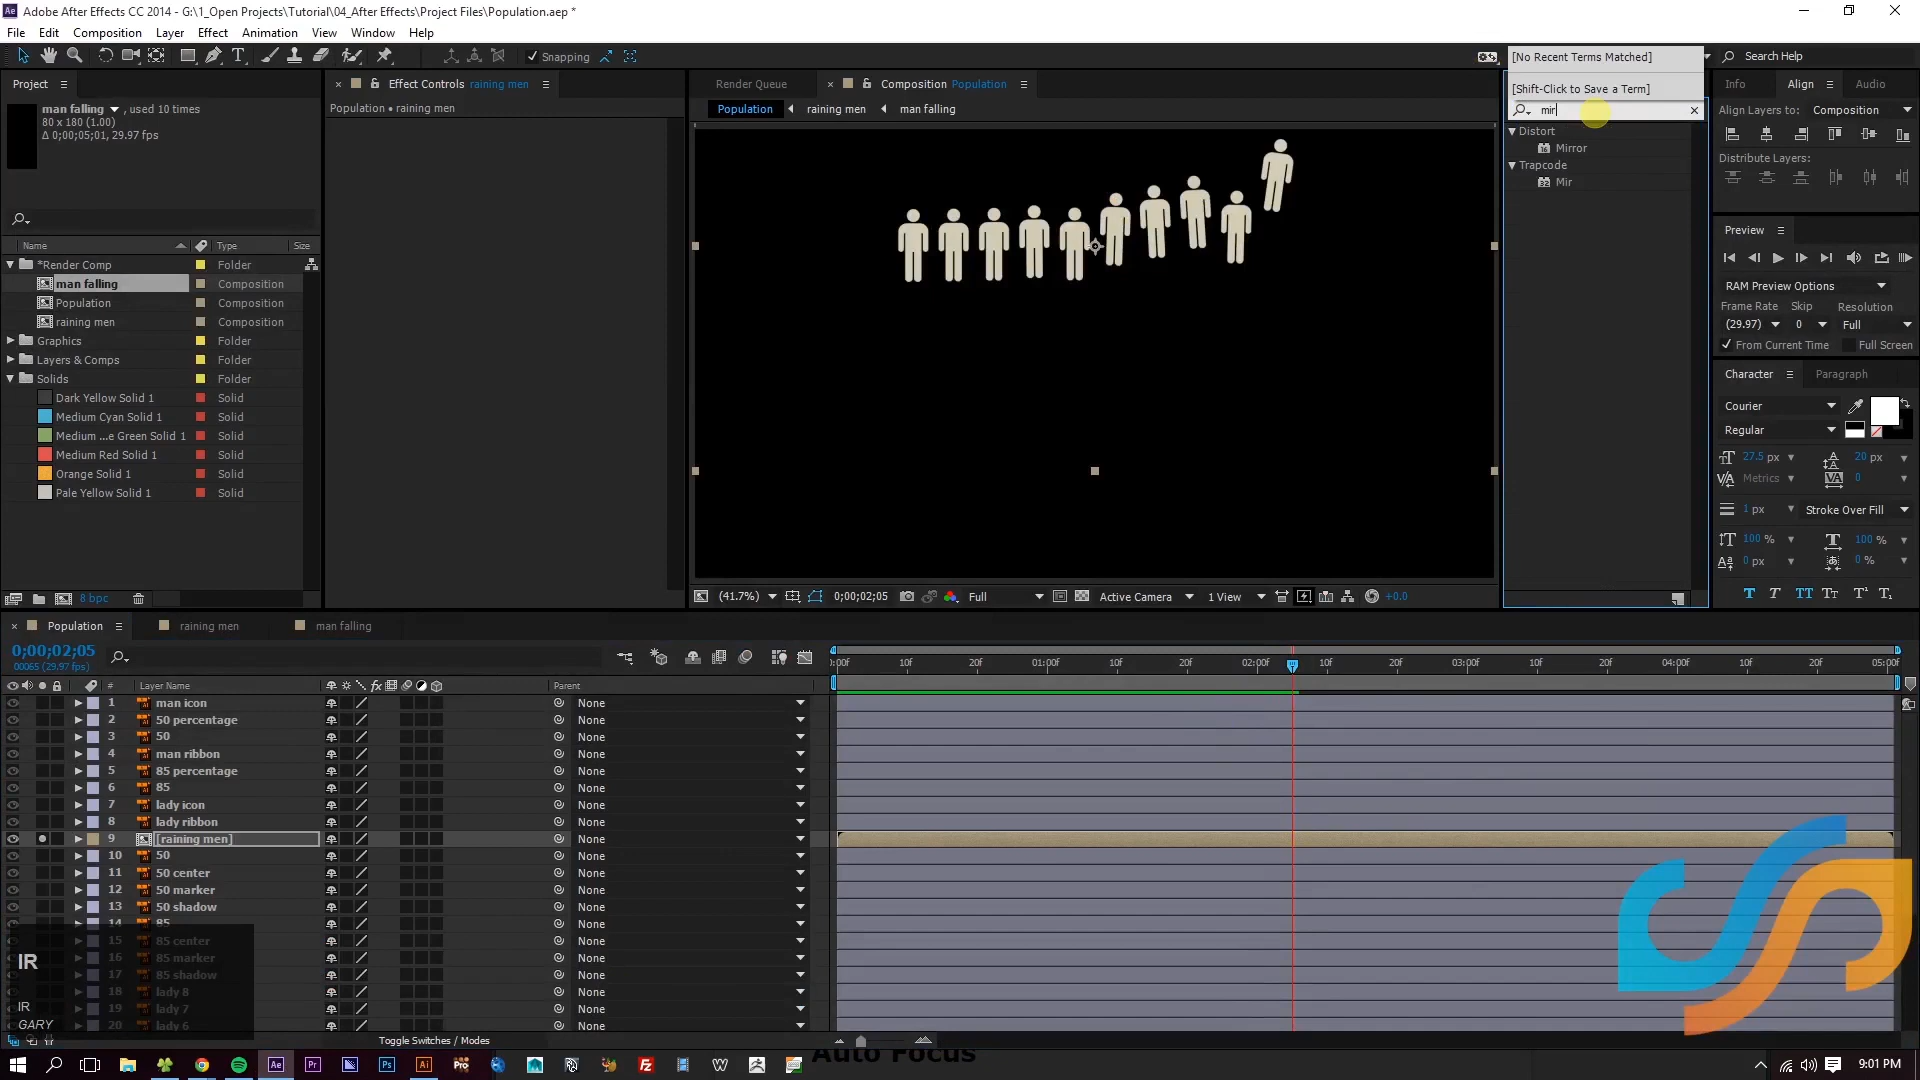 Adobe After Effects CC 2014 - G:\1_Open Projects\Tutorial\04_After Effects\Project Files\Population.aep *
File Edit Composition Layer Effect Animation View Window Help
Snapping
[No Recent Terms Matched]
Search Help
Project
Effect Controls raining men
Render Queue
Composition Population
[Shift-Click to Save a Term]
Info Align Audio
man falling , used 10 times
80 x 180 (1.00)
Δ 0;00;05;01, 29.97 fps
Population • raining men
Population raining men man falling
mir
Align Layers to: Composition
Distort
Mirror
Trapcode
Mir
Distribute Layers:
Preview
RAM Preview Options
Frame Rate Skip Resolution
(29.97) 0 Full
From Current Time Full Screen
Character Paragraph
Courier
Regular
27.5 px 20 px
Metrics 0
1 px Stroke Over Fill
100 % 100 %
0 px 0 %
T T TT Tt T¹ T₁
Name Type Size
*Render Comp Folder
man falling Composition
Population Composition
raining men Composition
Graphics Folder
Layers & Comps Folder
Solids Folder
Dark Yellow Solid 1 Solid
Medium Cyan Solid 1 Solid
Medium ...e Green Solid 1 Solid
Medium Red Solid 1 Solid
Orange Solid 1 Solid
Pale Yellow Solid 1 Solid
8 bpc
(41.7%) 0;00;02;05 Full Active Camera 1 View +0.0
Population raining men man falling
0;00;02;05
00065 (29.97 fps)
:00F 10f 20f 01:00F 10f 20f 02:00F 10f 20f 03:00F 10f 20f 04:00F 10f 20f 05:00F
# Layer Name Parent
1 man icon None
2 50 percentage None
3 50 None
4 man ribbon None
5 85 percentage None
6 85 None
7 lady icon None
8 lady ribbon None
9 [raining men] None
10 50 None
11 50 center None
12 50 marker None
13 50 shadow None
14 85 None
15 85 center None
16 85 marker None
17 85 shadow None
18 lady 8 None
19 lady 7 None
20 lady 6 None
IR
IR
GARY
Toggle Switches / Modes
Auto Focus
9:01 PM